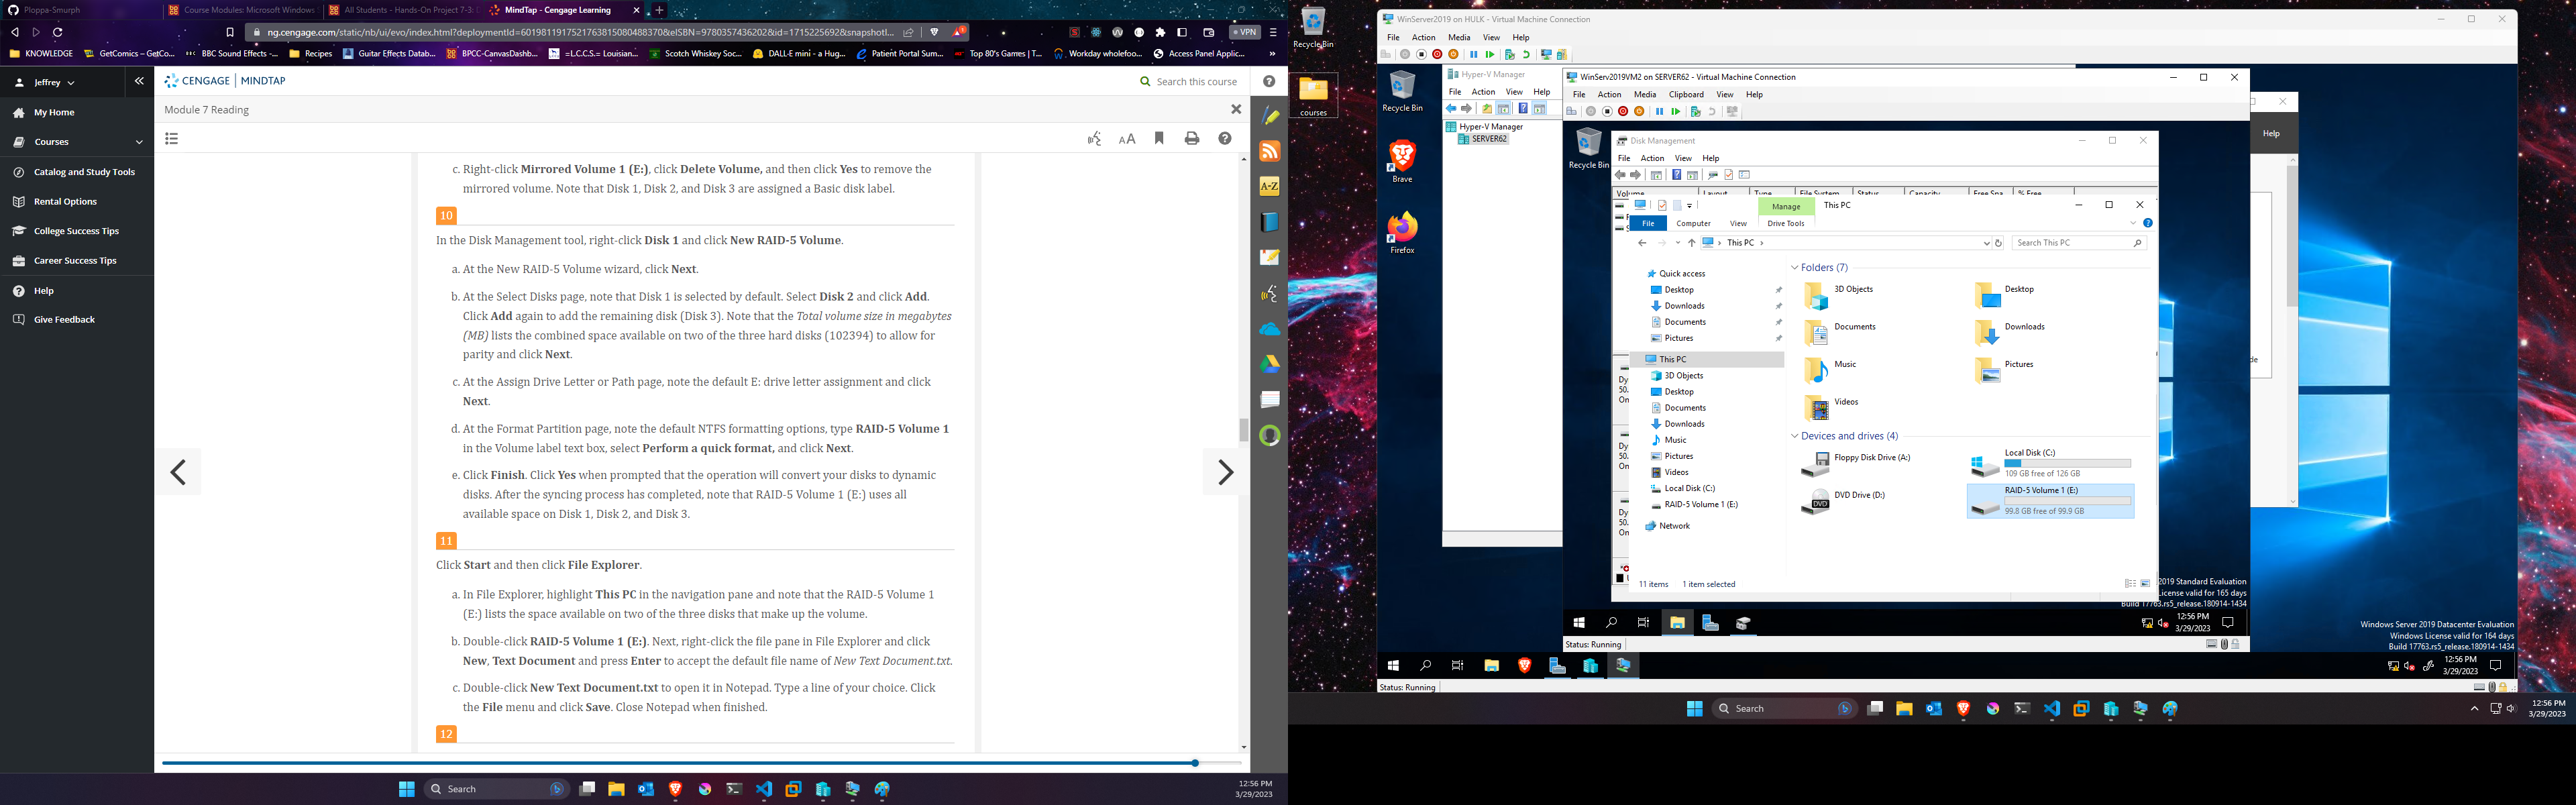 Ploppa-Smurph
Course Modules: Microsoft Windows
All Students - Hands-On Project 7-3:
MindTap - Cengage Learning
ng.cengage.com/static/nb/ui/evo/index.html?deploymentId=6019811917521763815080488370&eISBN=9780357436202&id=1715225692&snapshotI...
VPN
KNOWLEDGE
GetComics – GetCo...
BBC Sound Effects -...
Recipes
Guitar Effects Datab...
BPCC-CanvasDashb...
=L.C.C.S.= Louisian...
Scotch Whiskey Soc...
DALL·E mini - a Hug...
Patient Portal Sum...
Top 80's Games | T...
Workday wholefoo...
Access Panel Applic...
Jeffrey
My Home
Courses
Catalog and Study Tools
Rental Options
College Success Tips
Career Success Tips
Help
Give Feedback
CENGAGE | MINDTAP
Search this course
Module 7 Reading
c. Right-click Mirrored Volume 1 (E:), click Delete Volume, and then click Yes to remove the
mirrored volume. Note that Disk 1, Disk 2, and Disk 3 are assigned a Basic disk label.
10
In the Disk Management tool, right-click Disk 1 and click New RAID-5 Volume.
a. At the New RAID-5 Volume wizard, click Next.
b. At the Select Disks page, note that Disk 1 is selected by default. Select Disk 2 and click Add.
Click Add again to add the remaining disk (Disk 3). Note that the Total volume size in megabytes
(MB) lists the combined space available on two of the three hard disks (102394) to allow for
parity and click Next.
c. At the Assign Drive Letter or Path page, note the default E: drive letter assignment and click
Next.
d. At the Format Partition page, note the default NTFS formatting options, type RAID-5 Volume 1
in the Volume label text box, select Perform a quick format, and click Next.
e. Click Finish. Click Yes when prompted that the operation will convert your disks to dynamic
disks. After the syncing process has completed, note that RAID-5 Volume 1 (E:) uses all
available space on Disk 1, Disk 2, and Disk 3.
11
Click Start and then click File Explorer.
a. In File Explorer, highlight This PC in the navigation pane and note that the RAID-5 Volume 1
(E:) lists the space available on two of the three disks that make up the volume.
b. Double-click RAID-5 Volume 1 (E:). Next, right-click the file pane in File Explorer and click
New, Text Document and press Enter to accept the default file name of New Text Document.txt.
c. Double-click New Text Document.txt to open it in Notepad. Type a line of your choice. Click
the File menu and click Save. Close Notepad when finished.
12
Search
12:56 PM
3/29/2023
Recycle Bin
courses
WinServer2019 on HULK - Virtual Machine Connection
File Action Media View Help
Recycle Bin
Brave
Firefox
Hyper-V Manager
File Action View Help
Hyper-V Manager
SERVER62
WinServ2019VM2 on SERVER62 - Virtual Machine Connection
File Action Media Clipboard View Help
Recycle Bin
Help
Disk Management
File Action View Help
Volume Layout Type File System Status Capacity Free Spa % Free
Manage
This PC
File Computer View Drive Tools
This PC
Search This PC
Quick access
Desktop
Downloads
Documents
Pictures
This PC
3D Objects
Desktop
Documents
Downloads
Music
Pictures
Videos
Local Disk (C:)
RAID-5 Volume 1 (E:)
Network
Folders (7)
3D Objects
Desktop
Documents
Downloads
Music
Pictures
Videos
Devices and drives (4)
Floppy Disk Drive (A:)
Local Disk (C:)
109 GB free of 126 GB
DVD Drive (D:)
RAID-5 Volume 1 (E:)
99.8 GB free of 99.9 GB
11 items 1 item selected
2019 Standard Evaluation
License valid for 165 days
Build 17763.rs5_release.180914-1434
12:56 PM
3/29/2023
Status: Running
Windows Server 2019 Datacenter Evaluation
Windows License valid for 164 days
Build 17763.rs5_release.180914-1434
12:56 PM
3/29/2023
Status: Running
Search
12:56 PM
3/29/2023